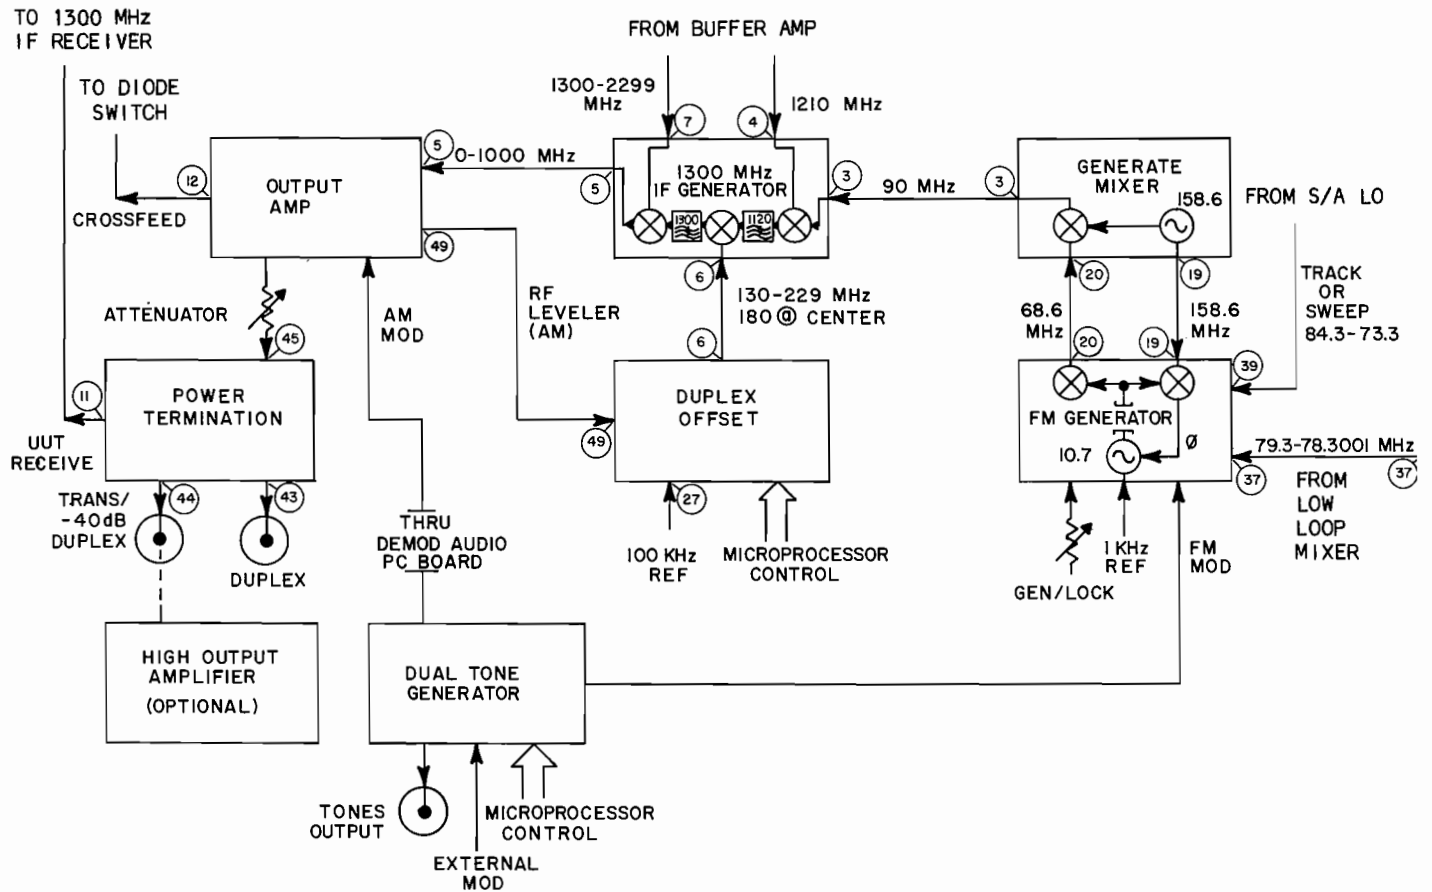 TO 1300 MHz
IF RECEIVER
TO DIODE
SWITCH
12
CROSSFEED
OUTPUT
AMP
5
0-1000 MHz
49
ATTENUATOR
45
AM
MOD
RF
LEVELER
(AM)
11
POWER
TERMINATION
UUT
RECEIVE
TRANS/
-40dB
DUPLEX
44
43
DUPLEX
HIGH OUTPUT
AMPLIFIER
(OPTIONAL)
THRU
DEMOD AUDIO
PC BOARD
DUAL TONE
GENERATOR
TONES
OUTPUT
EXTERNAL
MOD
MICROPROCESSOR
CONTROL
FROM BUFFER AMP
1300-2299
MHz
7
4
1210 MHz
5
1300 MHz
IF GENERATOR
1300
1120
3
6
130-229 MHz
180 @ CENTER
6
DUPLEX
OFFSET
49
27
100 KHz
REF
MICROPROCESSOR
CONTROL
90 MHz
3
GENERATE
MIXER
158.6
20
19
68.6
MHz
158.6
MHz
20
19
FROM S/A LO
TRACK
OR
SWEEP
84.3-73.3
39
FM GENERATOR
10.7
Ø
79.3-78.3001 MHz
37
37
FROM
LOW
LOOP
MIXER
GEN/LOCK
1 KHz
REF
FM
MOD